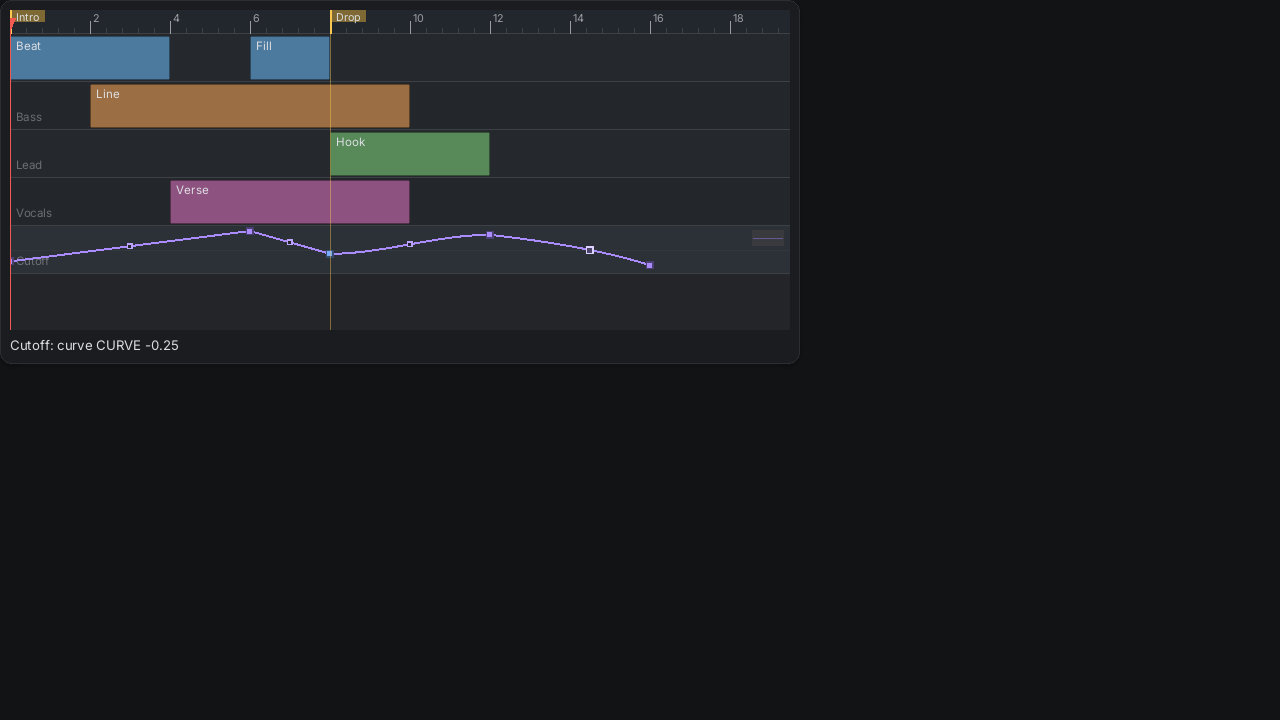 Intro 2 4 6 Drop 10 12 14 16 18
Beat Fill
Line
Bass
Hook
Lead
Verse
Vocals
Cutoff
Cutoff: curve CURVE -0.25